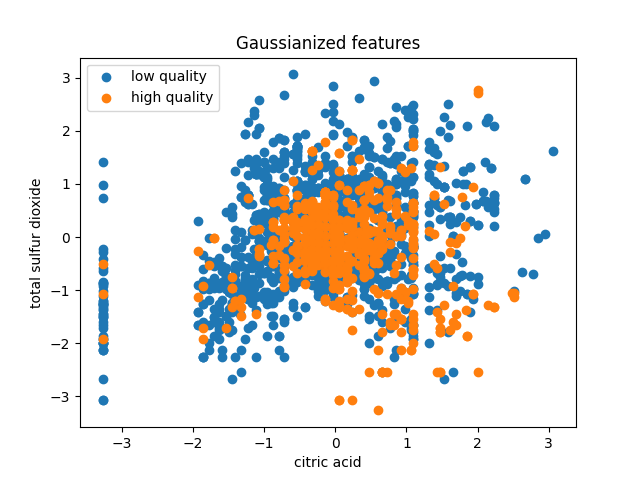 Gaussianized features
low quality
high quality
total sulfur dioxide
3
2
1
0
−1
−2
−3
−3 −2 −1 0 1 2 3
citric acid